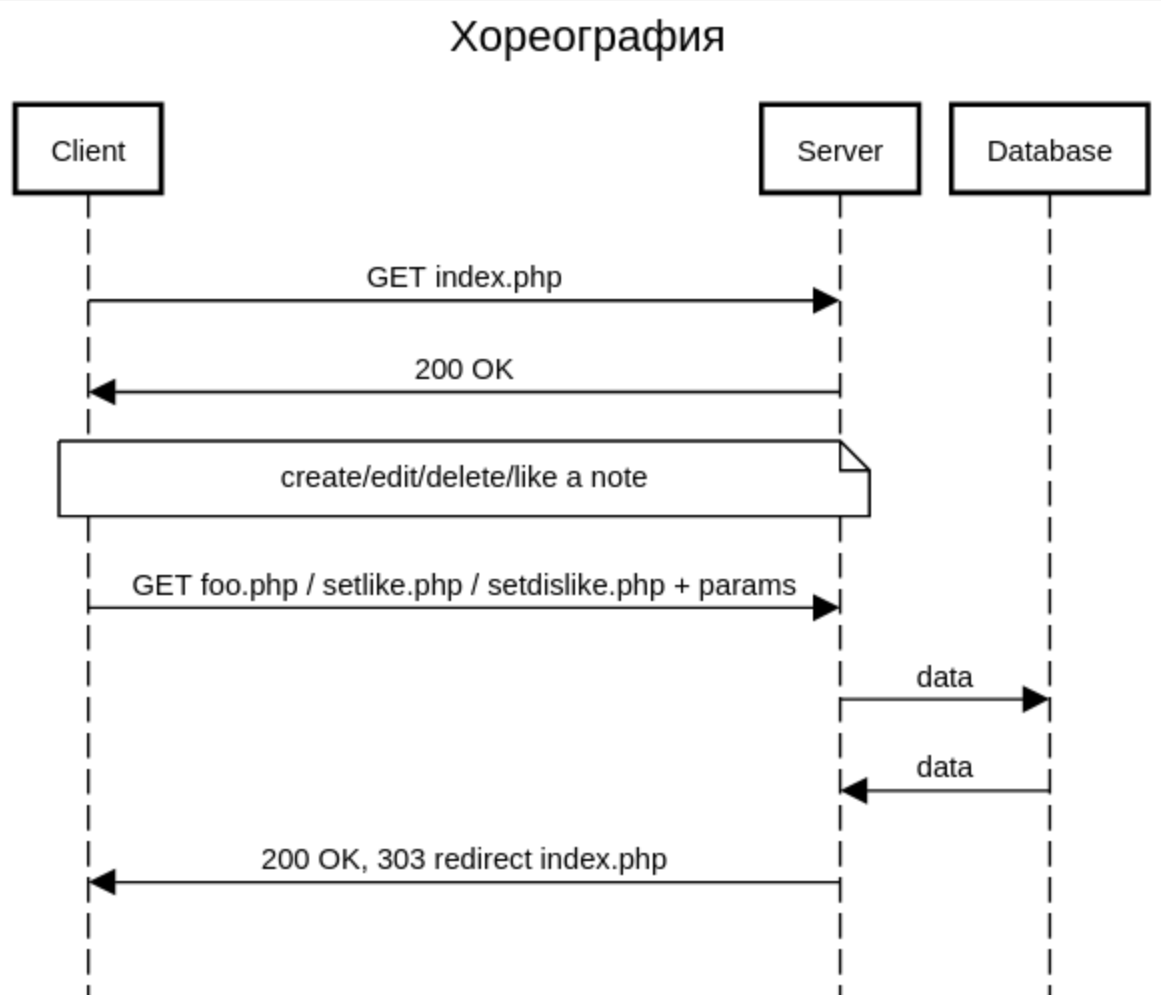 Хореография
Client
Server
Database
GET index.php
200 OK
create/edit/delete/like a note
GET foo.php / setlike.php / setdislike.php + params
data
data
200 OK, 303 redirect index.php